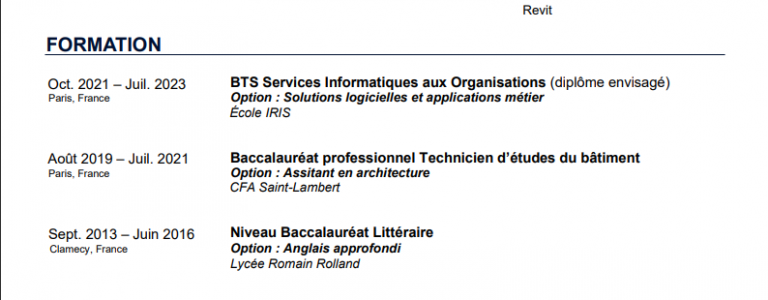 Revit
FORMATION
Oct. 2021 – Juil. 2023
Paris, France
BTS Services Informatiques aux Organisations (diplôme envisagé)
Option : Solutions logicielles et applications métier
École IRIS
Août 2019 – Juil. 2021
Paris, France
Baccalauréat professionnel Technicien d’études du bâtiment
Option : Assitant en architecture
CFA Saint-Lambert
Sept. 2013 – Juin 2016
Clamecy, France
Niveau Baccalauréat Littéraire
Option : Anglais approfondi
Lycée Romain Rolland